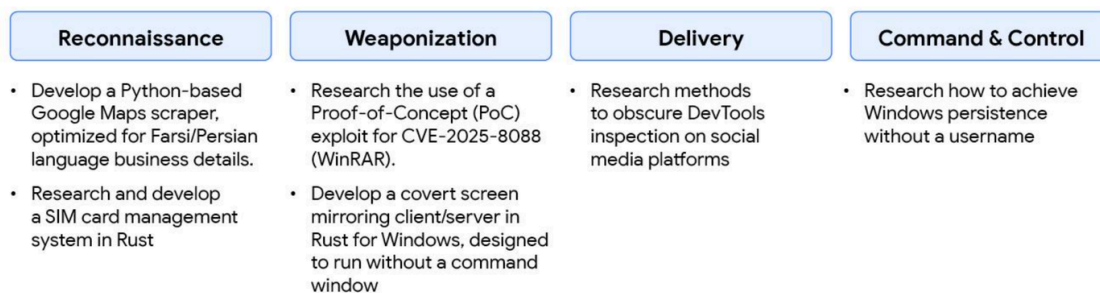 Reconnaissance
• Develop a Python-based
Google Maps scraper,
optimized for Farsi/Persian
language business details.
• Research and develop
a SIM card management
system in Rust
Weaponization
• Research the use of a
Proof-of-Concept (PoC)
exploit for CVE-2025-8088
(WinRAR).
• Develop a covert screen
mirroring client/server in
Rust for Windows, designed
to run without a command
window
Delivery
• Research methods
to obscure DevTools
inspection on social
media platforms
Command & Control
• Research how to achieve
Windows persistence
without a username